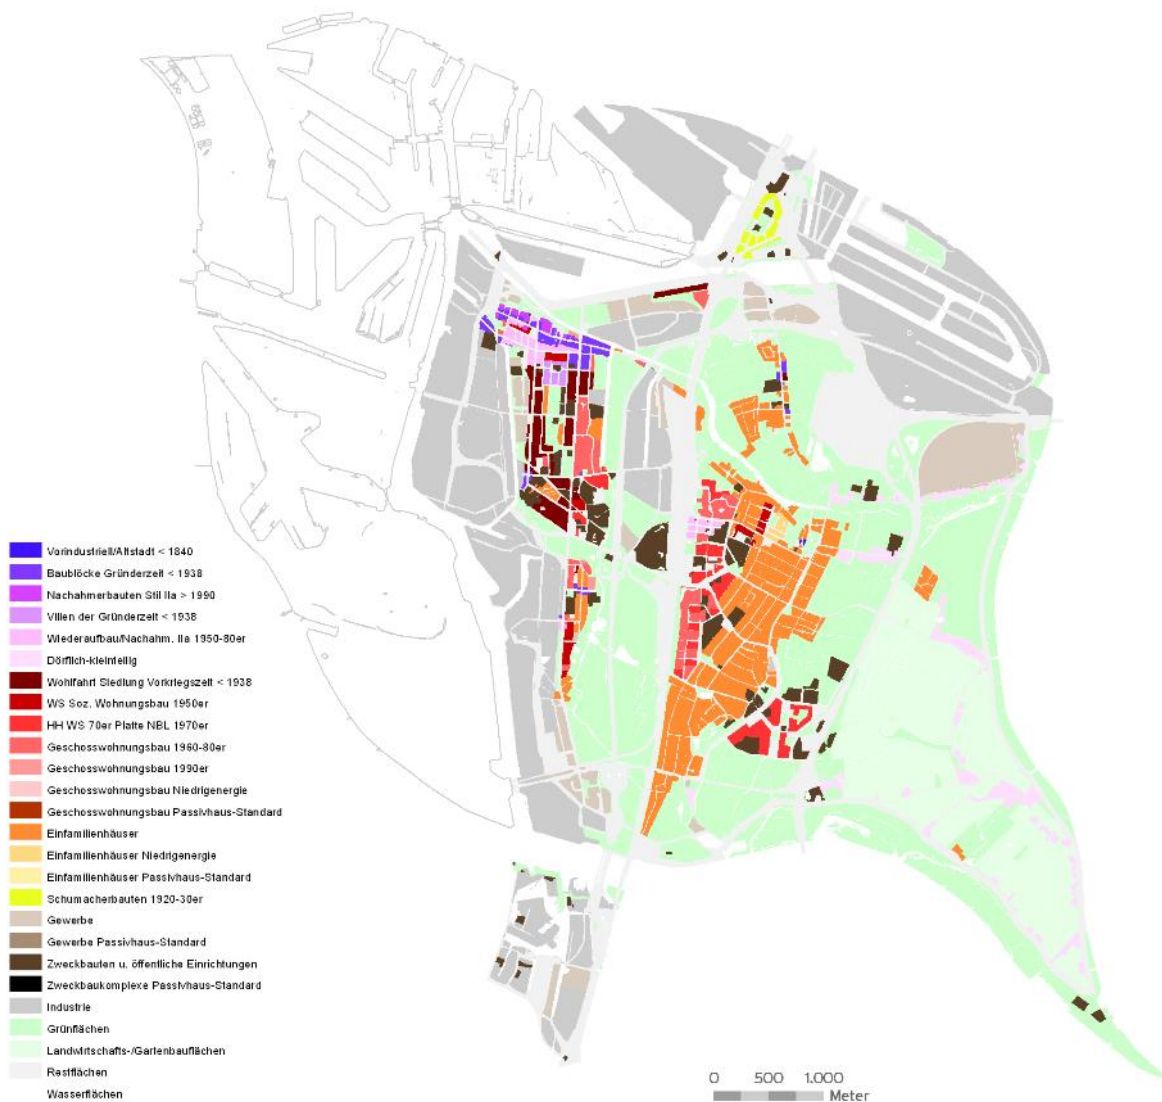 Vorindustriell/Altstadt < 1840
Baublöcke Gründerzeit < 1938
Nachahmerbauten Stil IIa > 1990
Villen der Gründerzeit < 1938
Wiederaufbau/Nachahm. IIa 1950-80er
Dörflich-kleinteilig
Wohlfahrt Siedlung Vorkriegszeit < 1938
WS Soz. Wohnungsbau 1950er
HH WS 70er Platte NBL 1970er
Geschosswohnungsbau 1960-80er
Geschosswohnungsbau 1990er
Geschosswohnungsbau Niedrigenergie
Geschosswohnungsbau Passivhaus-Standard
Einfamilienhäuser
Einfamilienhäuser Niedrigenergie
Einfamilienhäuser Passivhaus-Standard
Schumacherbauten 1920-30er
Gewerbe
Gewerbe Passivhaus-Standard
Zweckbauten u. öffentliche Einrichtungen
Zweckbaukomplexe Passivhaus-Standard
Industrie
Grünflächen
Landwirtschafts-/Gartenbauflächen
Restflächen
Wasserflächen
0 500 1.000
Meter